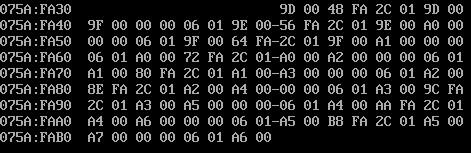 075A:FA30 9D 00 48 FA 2C 01 9D 00
075A:FA40 9F 00 00 00 06 01 9E 00-56 FA 2C 01 9E 00 A0 00
075A:FA50 00 00 06 01 9F 00 64 FA-2C 01 9F 00 A1 00 00 00
075A:FA60 06 01 A0 00 72 FA 2C 01-A0 00 A2 00 00 00 06 01
075A:FA70 A1 00 80 FA 2C 01 A1 00-A3 00 00 00 06 01 A2 00
075A:FA80 8E FA 2C 01 A2 00 A4 00-00 00 06 01 A3 00 9C FA
075A:FA90 2C 01 A3 00 A5 00 00 00-06 01 A4 00 AA FA 2C 01
075A:FAA0 A4 00 A6 00 00 00 06 01-A5 00 B8 FA 2C 01 A5 00
075A:FAB0 A7 00 00 00 06 01 A6 00